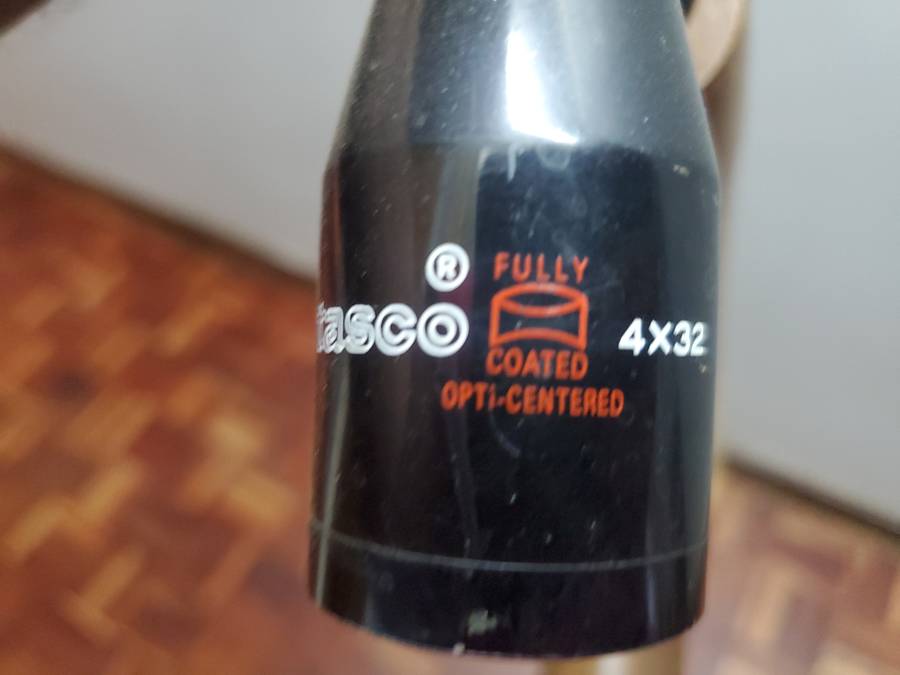 ®
tasco
FULLY
COATED
OPTi-CENTERED
4X32